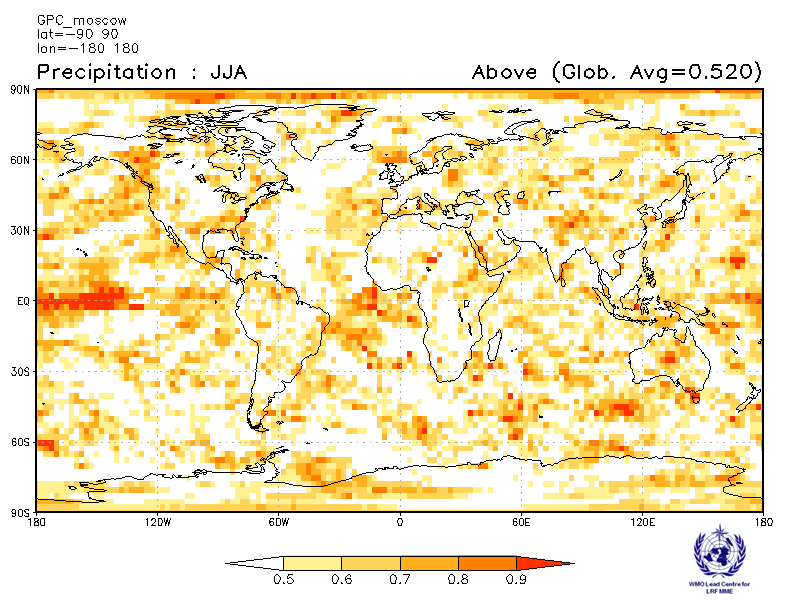 GPC_moscow
lat=-90 90
lon=-180 180
Precipitation : JJA
Above (Glob. Avg=0.520)
90N
60N
30N
EQ
30S
60S
90S
180 120W 60W 0 60E 120E 180
0.5 0.6 0.7 0.8 0.9
WMO Lead Centre for
LRF MME